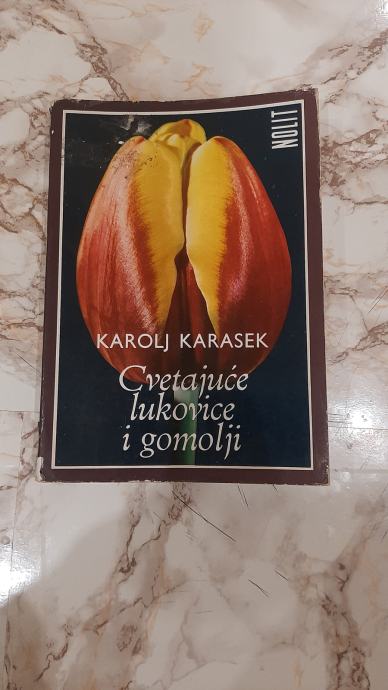 NOLIT
KAROLJ KARASEK
Cvetajuće
lukovice
i gomolji